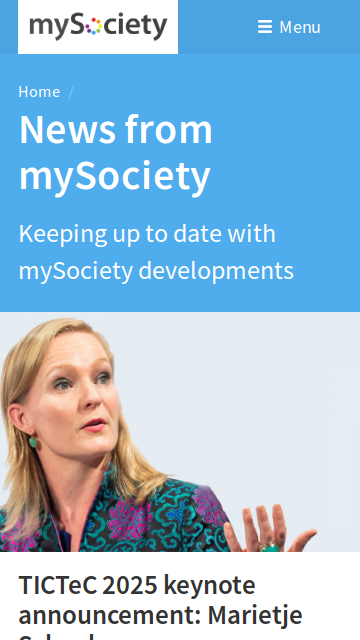 mySociety
Menu
Home /
News from
mySociety
Keeping up to date with
mySociety developments
TICTeC 2025 keynote
announcement: Marietje